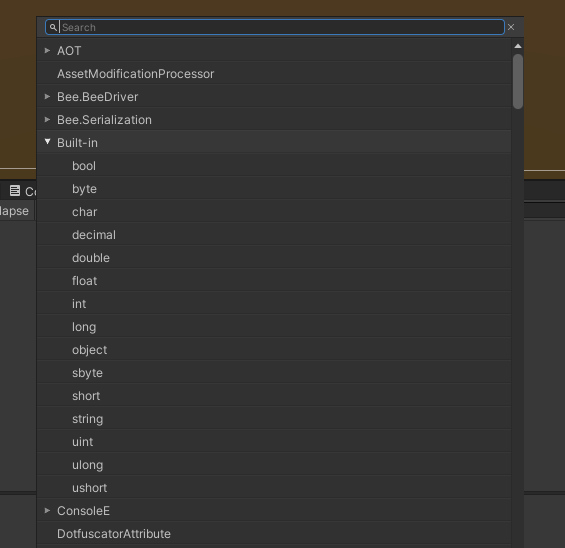 Search
AOT
AssetModificationProcessor
Bee.BeeDriver
Bee.Serialization
Built-in
bool
byte
Co
char
lapse
decimal
double
float
int
long
object
sbyte
short
string
uint
ulong
ushort
ConsoleE
DotfuscatorAttribute